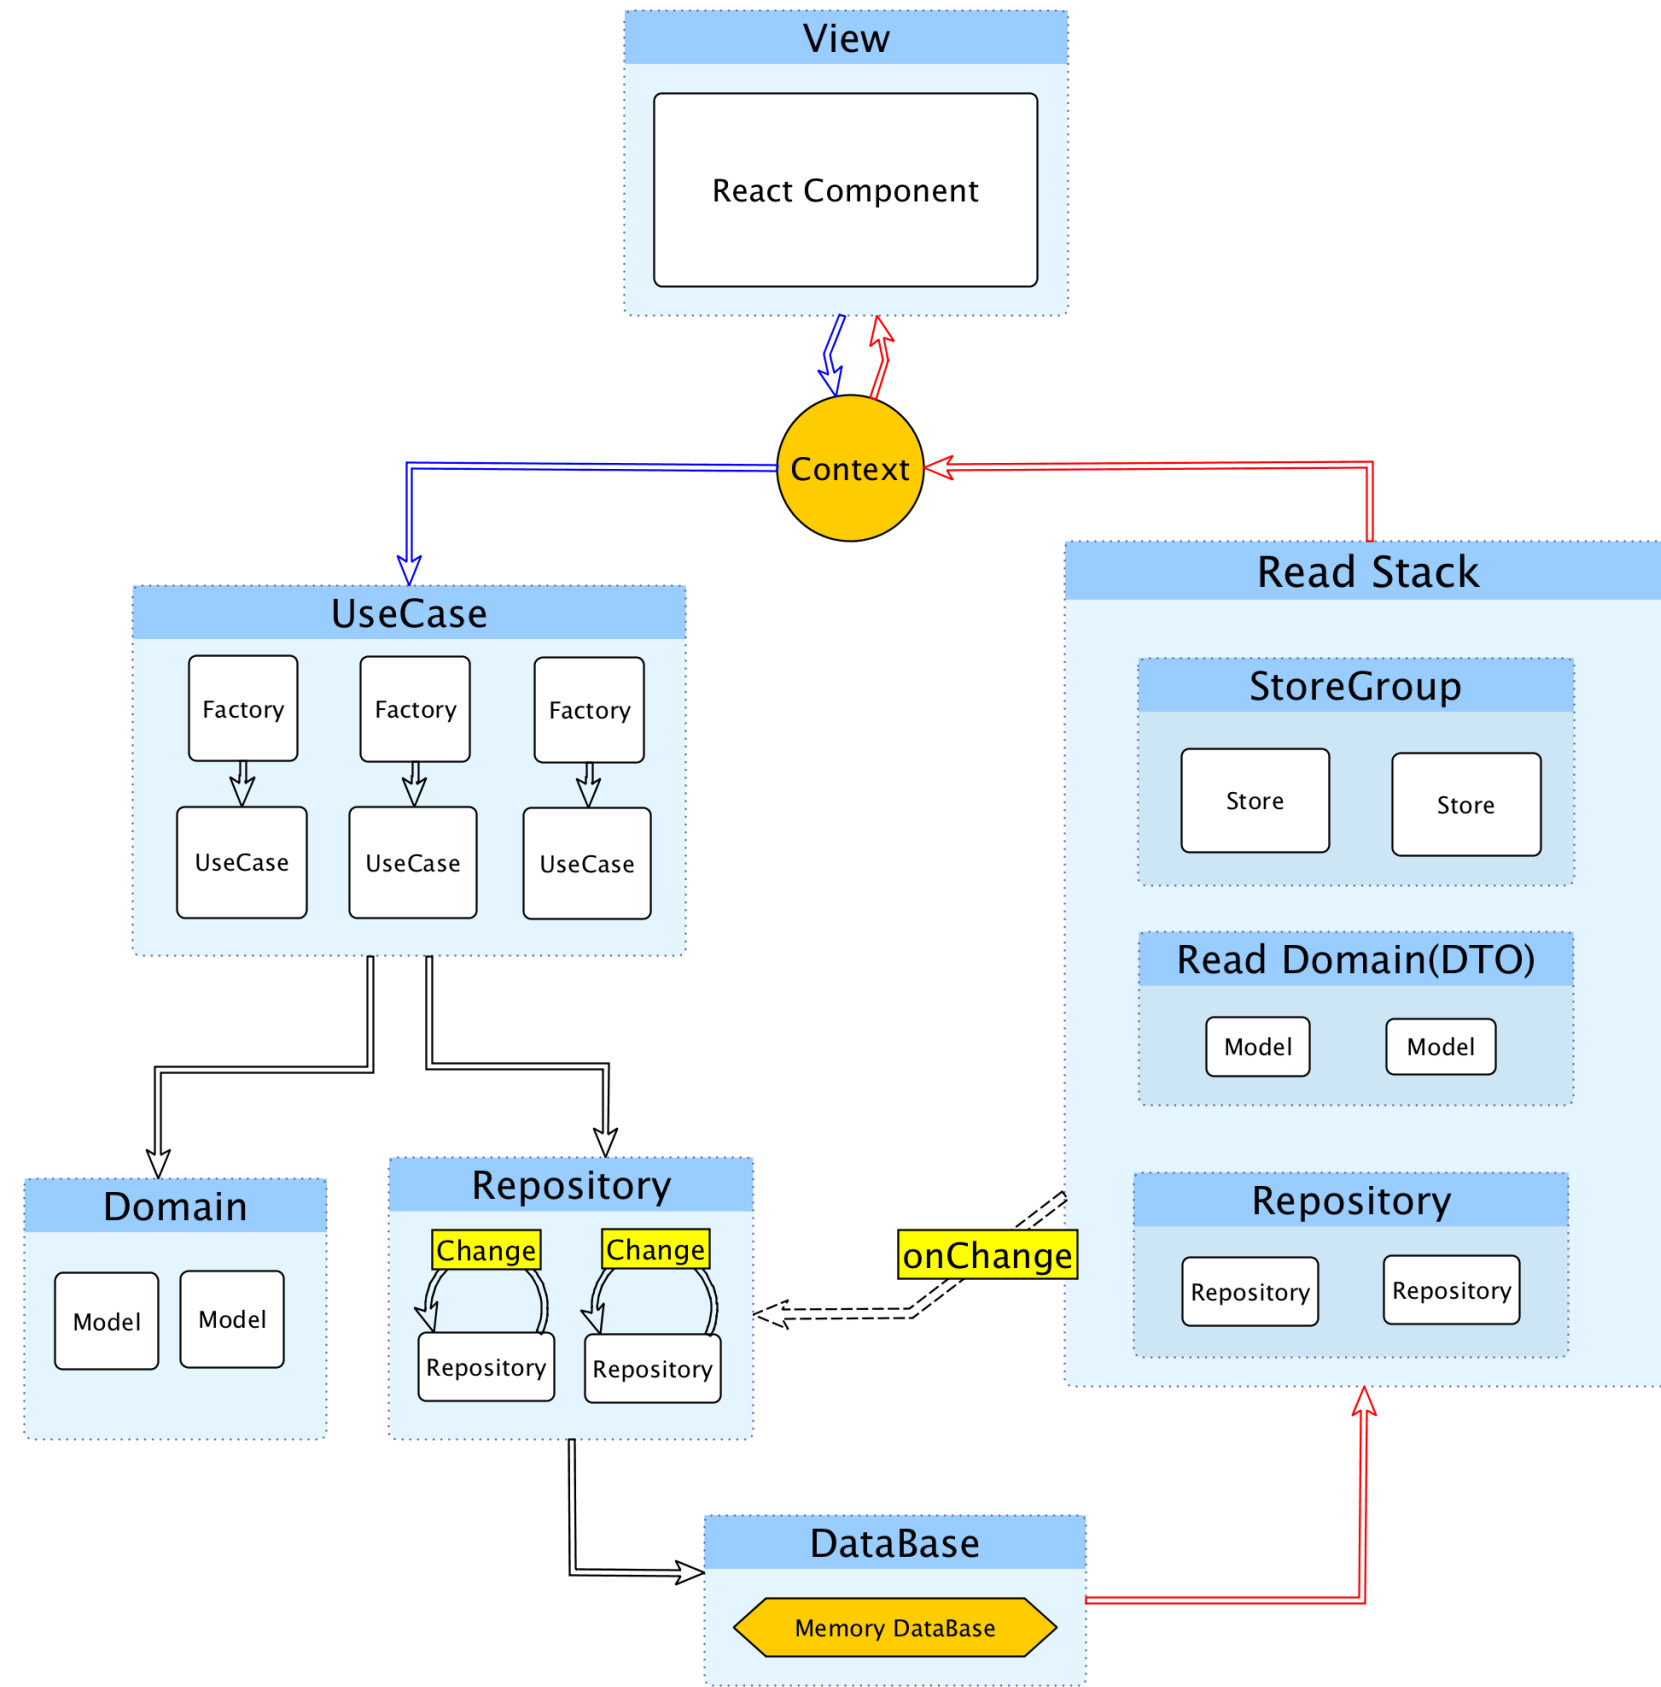 View
React Component
Context
UseCase
Factory
Factory
Factory
UseCase
UseCase
UseCase
Read Stack
StoreGroup
Store
Store
Read Domain(DTO)
Model
Model
Repository
Repository
Repository
Domain
Model
Model
Repository
Change
Change
Repository
Repository
onChange
DataBase
Memory DataBase